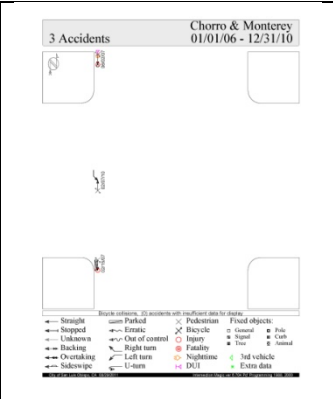 Chorro & Monterey
3 Accidents 01/01/06 - 12/31/10
Bicycle collisions. (0) accidents with insufficient data for display
Straight Parked Pedestrian Fixed objects:
Stopped Erratic Bicycle General Pole
Unknown Out of control Injury Signal Curb
Backing Right turn Fatality Tree Animal
Overtaking Left turn Nighttime 3rd vehicle
Sideswipe U-turn DUI Extra data